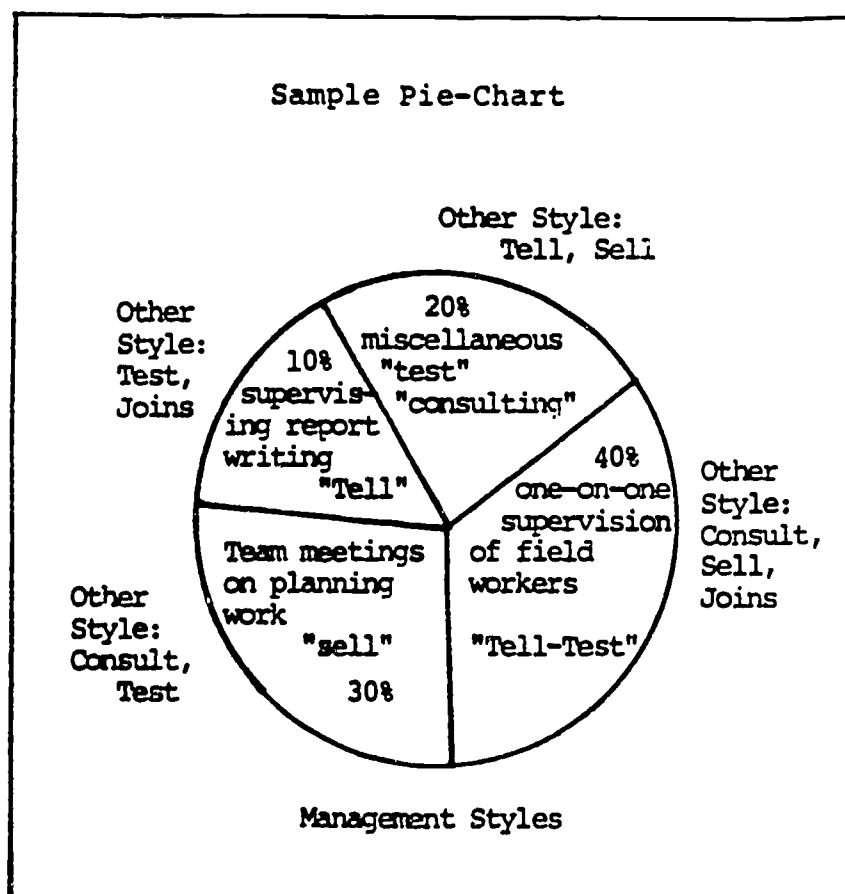 Sample Pie-Chart
Other Style:
Tell, Sell
20%
miscellaneous
"test"
"consulting"
Other
Style:
Test,
Joins
10%
supervis-
ing report
writing
"Tell"
40%
one-on-one
supervision
of field
workers
"Tell-Test"
Other
Style:
Consult,
Sell,
Joins
Team meetings
on planning
work
"sell"
30%
Other
Style:
Consult,
Test
Management Styles